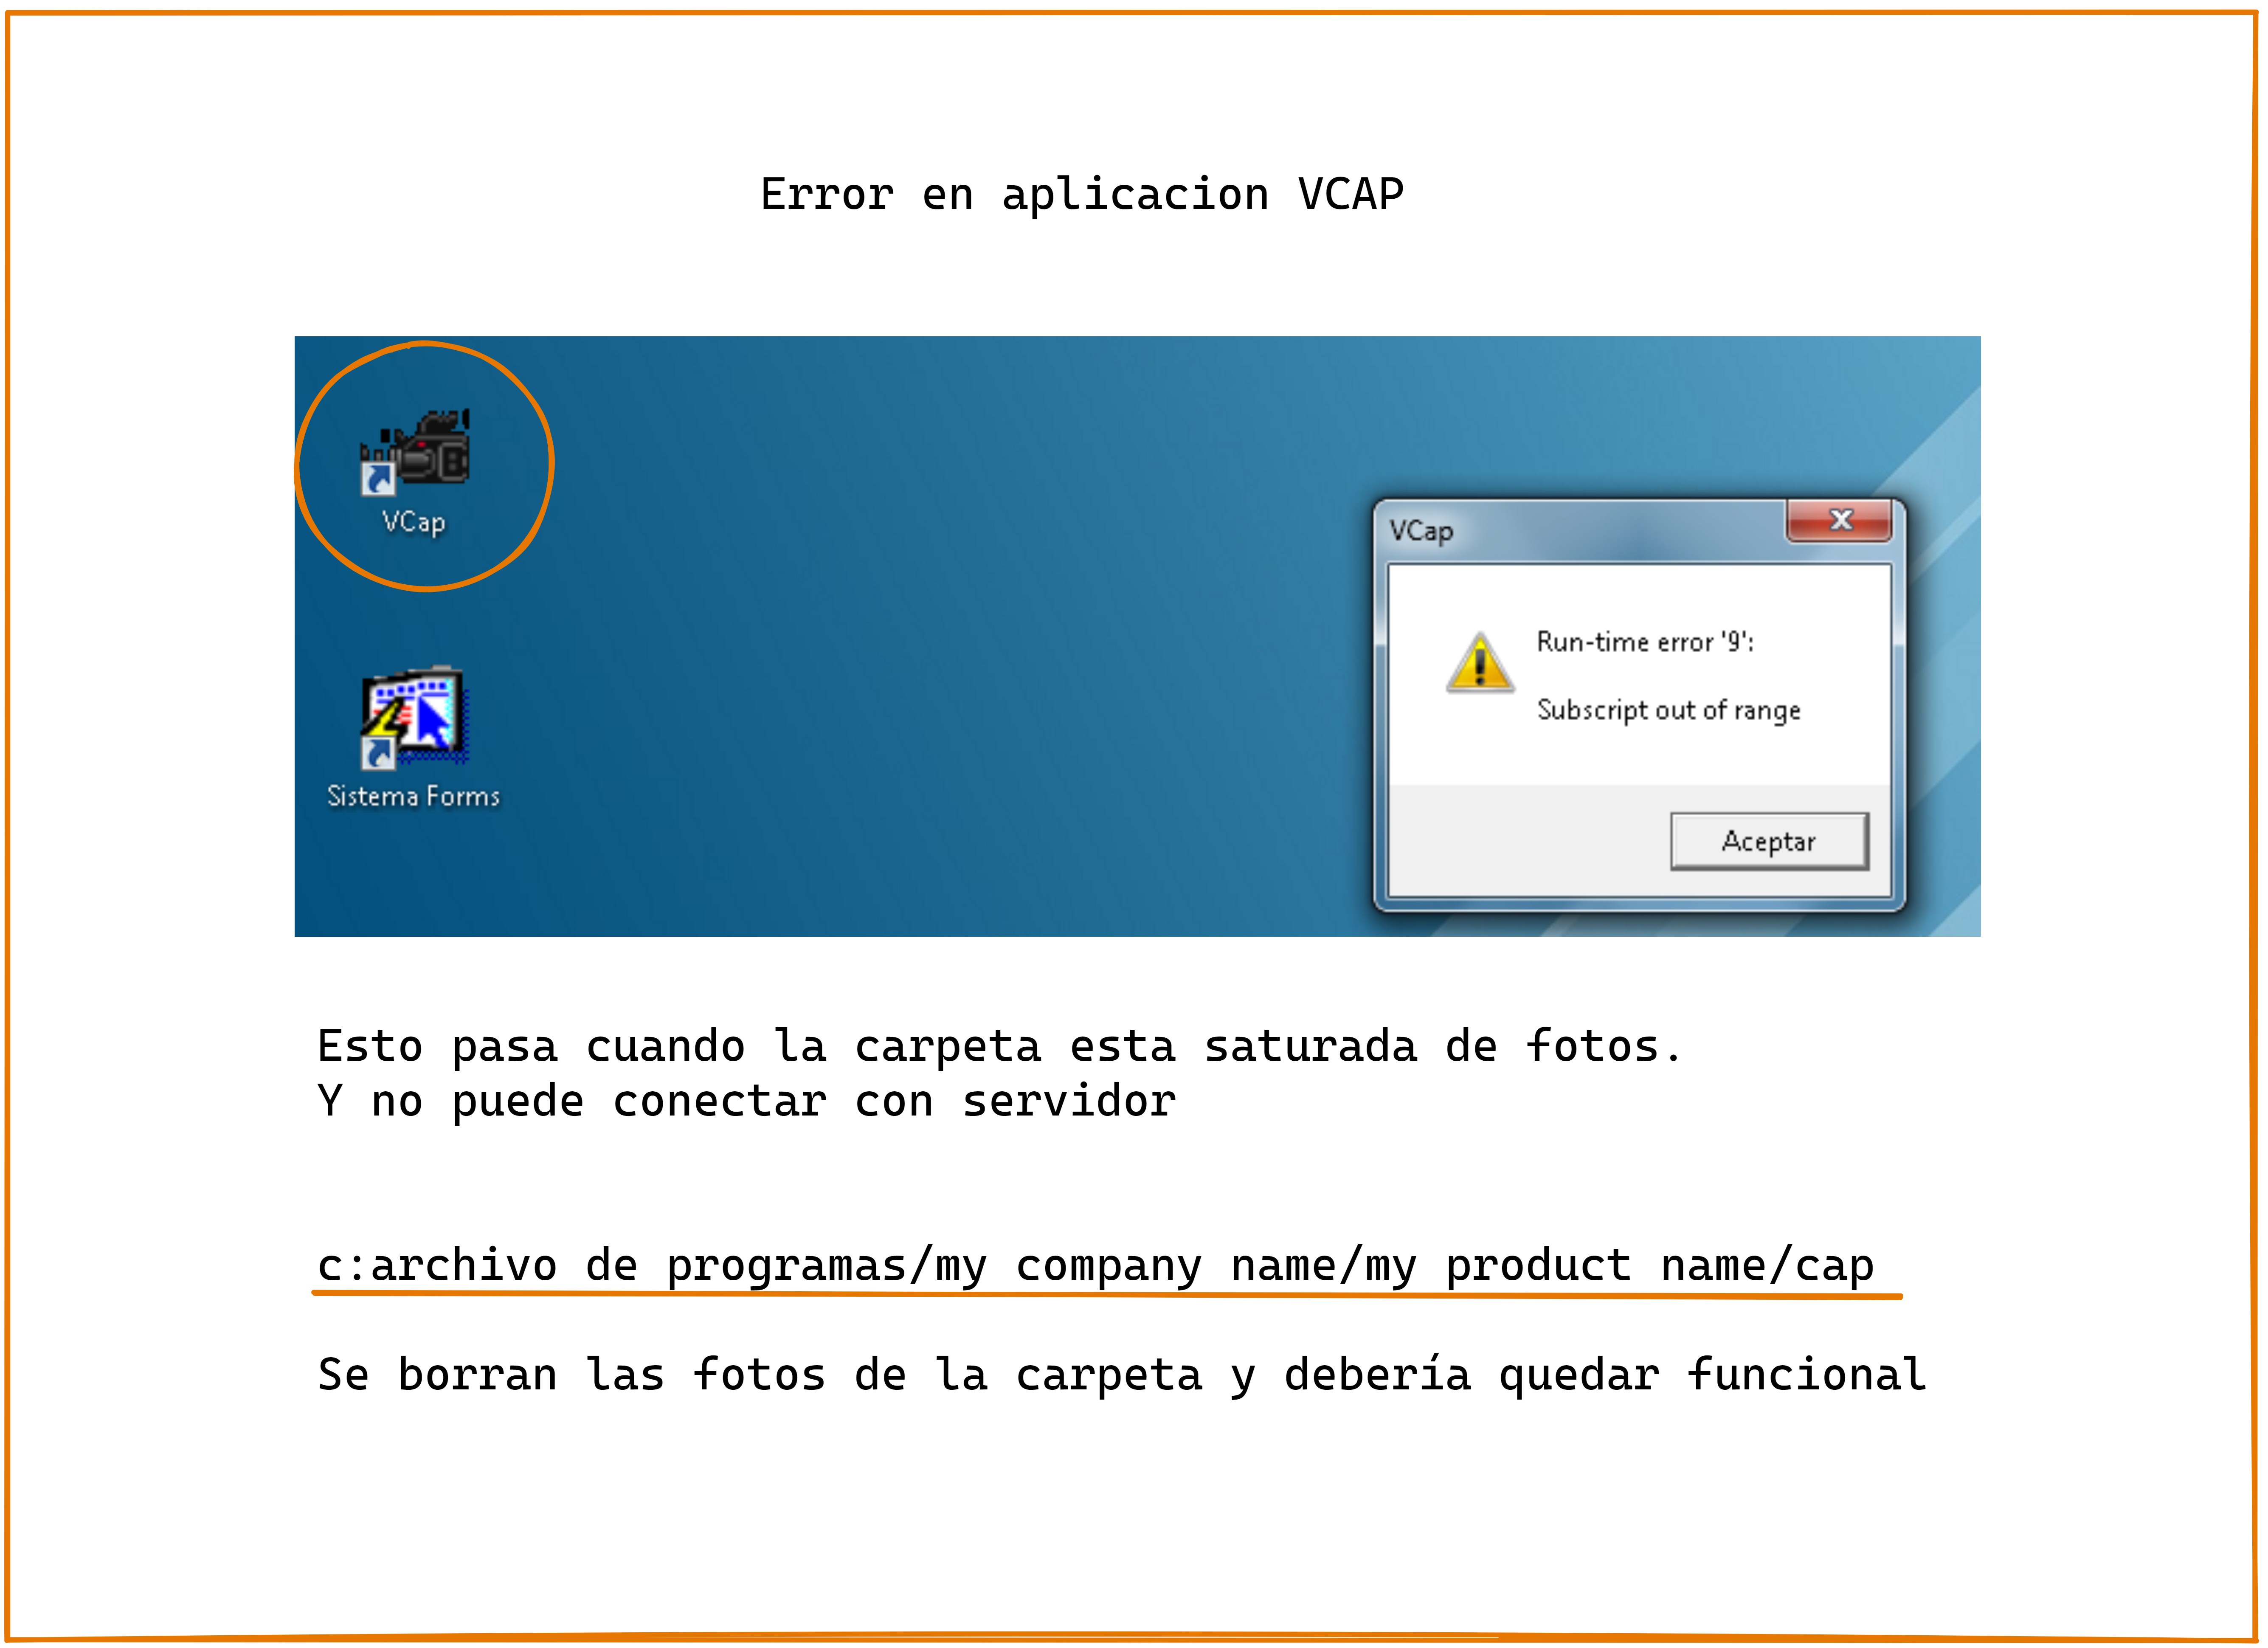 Error en aplicacion VCAP
VCap
VCap
Run-time error '9':
Subscript out of range
Sistema Forms
Aceptar
Esto pasa cuando la carpeta esta saturada de fotos.
Y no puede conectar con servidor
c:archivo de programas/my company name/my product name/cap
Se borran las fotos de la carpeta y debería quedar funcional